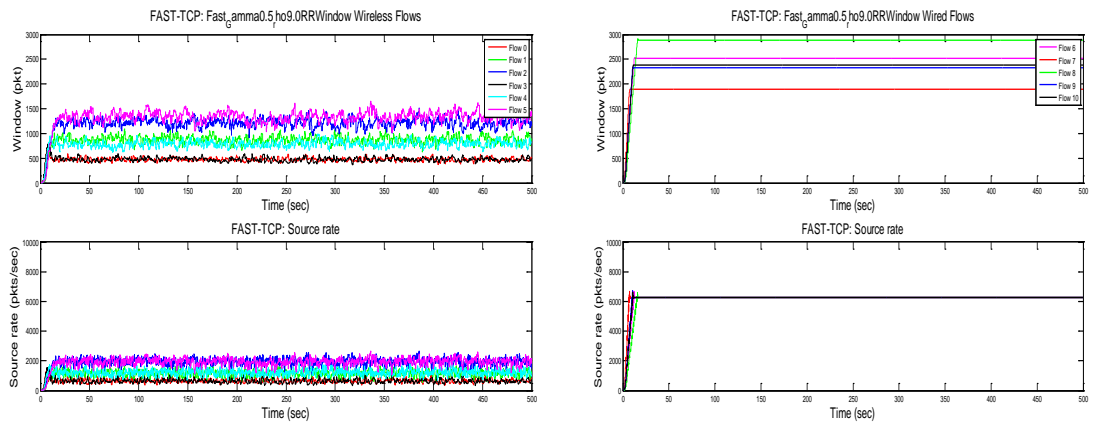 FAST-TCP: Fast_Gamma0.5_rho9.0RRWindow Wireless Flows
Window (pkt)
3000
2500
2000
1500
1000
500
0
Flow 0
Flow 1
Flow 2
Flow 3
Flow 4
Flow 5
0 50 100 150 200 250 300 350 400 450 500
Time (sec)
FAST-TCP: Fast_Gamma0.5_rho9.0RRWindow Wired Flows
Window (pkt)
3000
2500
2000
1500
1000
500
0
Flow 6
Flow 7
Flow 8
Flow 9
Flow 10
0 50 100 150 200 250 300 350 400 450 500
Time (sec)
FAST-TCP: Source rate
Source rate (pkts/sec)
10000
8000
6000
4000
2000
0
0 50 100 150 200 250 300 350 400 450 500
Time (sec)
FAST-TCP: Source rate
Source rate (pkts/sec)
10000
8000
6000
4000
2000
0
0 50 100 150 200 250 300 350 400 450 500
Time (sec)